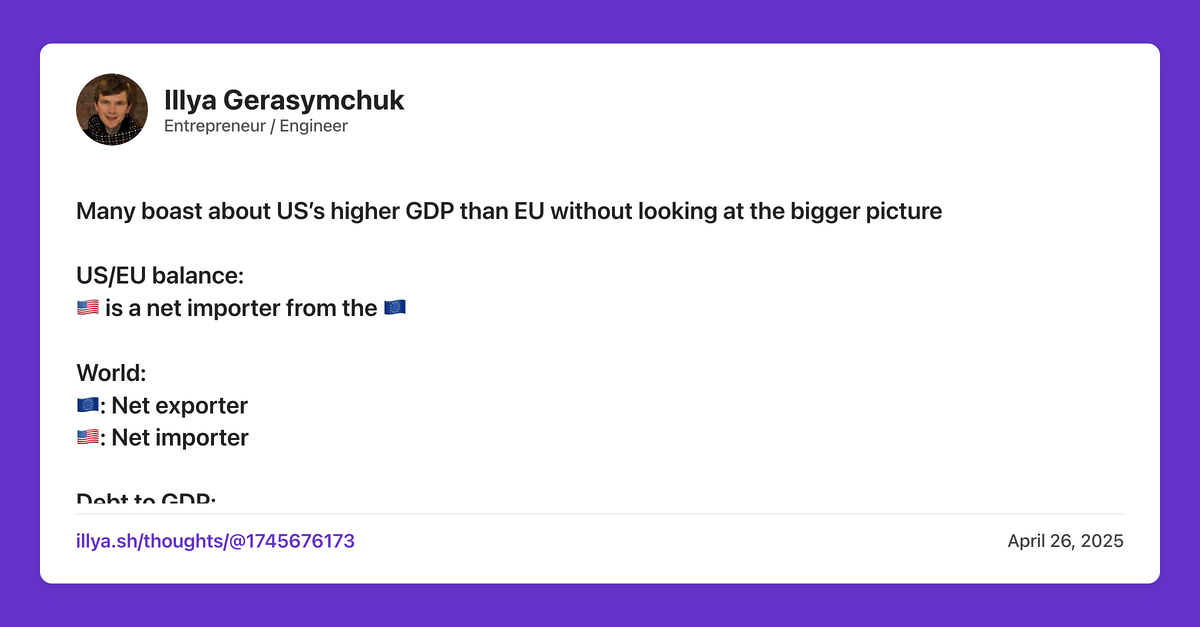 Illya Gerasymchuk
Entrepreneur / Engineer
Many boast about US’s higher GDP than EU without looking at the bigger picture
US/EU balance:
🇺🇸 is a net importer from the 🇪🇺
World:
🇪🇺: Net exporter
🇺🇸: Net importer
Debt to GDP:
illya.sh/thoughts/@1745676173
April 26, 2025